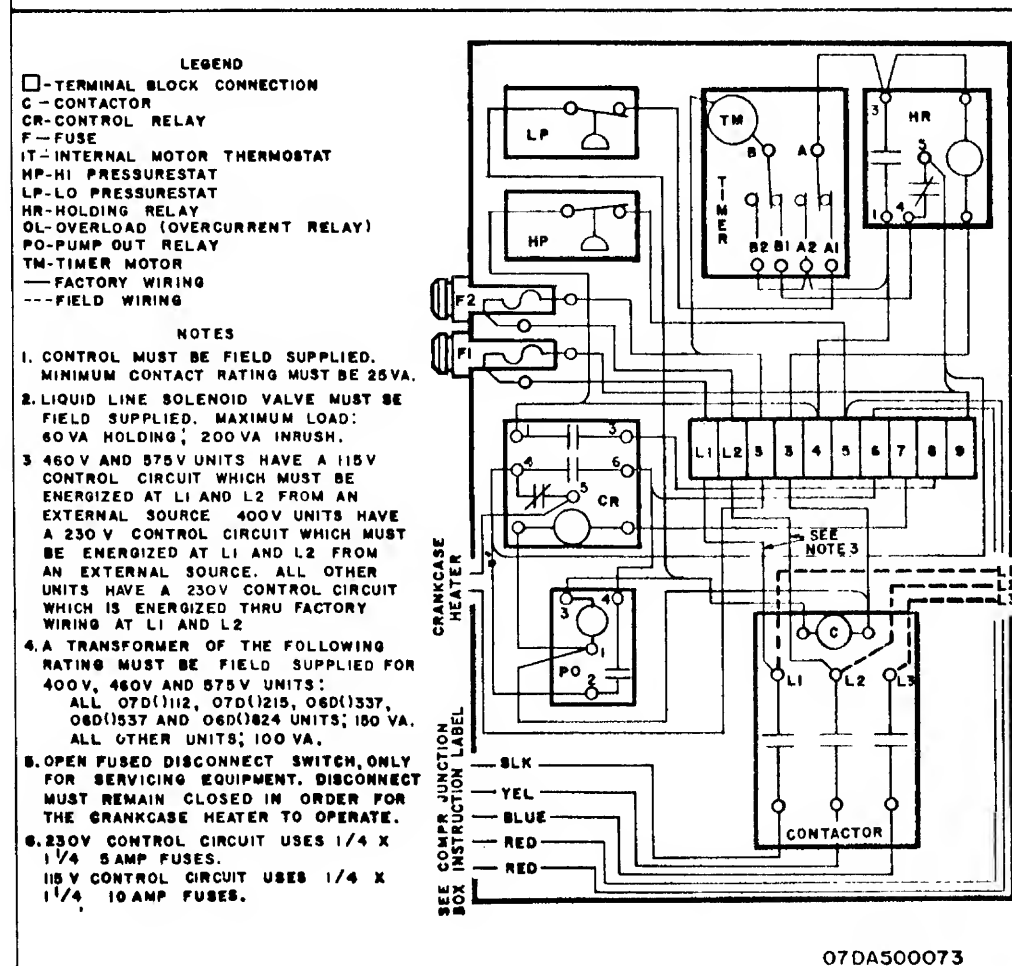 LEGEND
□-TERMINAL BLOCK CONNECTION
C - CONTACTOR
CR-CONTROL RELAY
F - FUSE
IT-INTERNAL MOTOR THERMOSTAT
HP-HI PRESSURESTAT
LP-LO PRESSURESTAT
HR-HOLDING RELAY
OL-OVERLOAD (OVERCURRENT RELAY)
PO-PUMP OUT RELAY
TM-TIMER MOTOR
— FACTORY WIRING
--- FIELD WIRING
NOTES
1. CONTROL MUST BE FIELD SUPPLIED.
MINIMUM CONTACT RATING MUST BE 25VA.
2. LIQUID LINE SOLENOID VALVE MUST BE
FIELD SUPPLIED. MAXIMUM LOAD:
60VA HOLDING; 200VA INRUSH.
3 460V AND 575V UNITS HAVE A 115V
CONTROL CIRCUIT WHICH MUST BE
ENERGIZED AT L1 AND L2 FROM AN
EXTERNAL SOURCE 400V UNITS HAVE
A 230V CONTROL CIRCUIT WHICH MUST
BE ENERGIZED AT L1 AND L2 FROM
AN EXTERNAL SOURCE. ALL OTHER
UNITS HAVE A 230V CONTROL CIRCUIT
WHICH IS ENERGIZED THRU FACTORY
WIRING AT L1 AND L2
4. A TRANSFORMER OF THE FOLLOWING
RATING MUST BE FIELD SUPPLIED FOR
400V, 460V AND 575V UNITS:
ALL 07D()112, 07D()215, 06D()337,
06D()537 AND 06D()824 UNITS; 150 VA.
ALL OTHER UNITS; 100 VA.
5. OPEN FUSED DISCONNECT SWITCH, ONLY
FOR SERVICING EQUIPMENT. DISCONNECT
MUST REMAIN CLOSED IN ORDER FOR
THE CRANKCASE HEATER TO OPERATE.
6. 230V CONTROL CIRCUIT USES 1/4 X
1 1/4 5 AMP FUSES.
115 V CONTROL CIRCUIT USES 1/4 X
1 1/4 10 AMP FUSES.
LP
HP
F2
F1
TM
B A
TIMER
B2 B1 A2 A1
3 HR
5
1 4
L1 L2 3 4 5 6 7 8 9
1 3
4 6
5
CR
SEE
NOTE 3
CRANKCASE
HEATER
3 4
1
PO
2
C
L1 L2 L3
CONTACTOR
SEE COMPR JUNCTION
BOX INSTRUCTION LABEL
BLK
YEL
BLUE
RED
RED
07DA500073